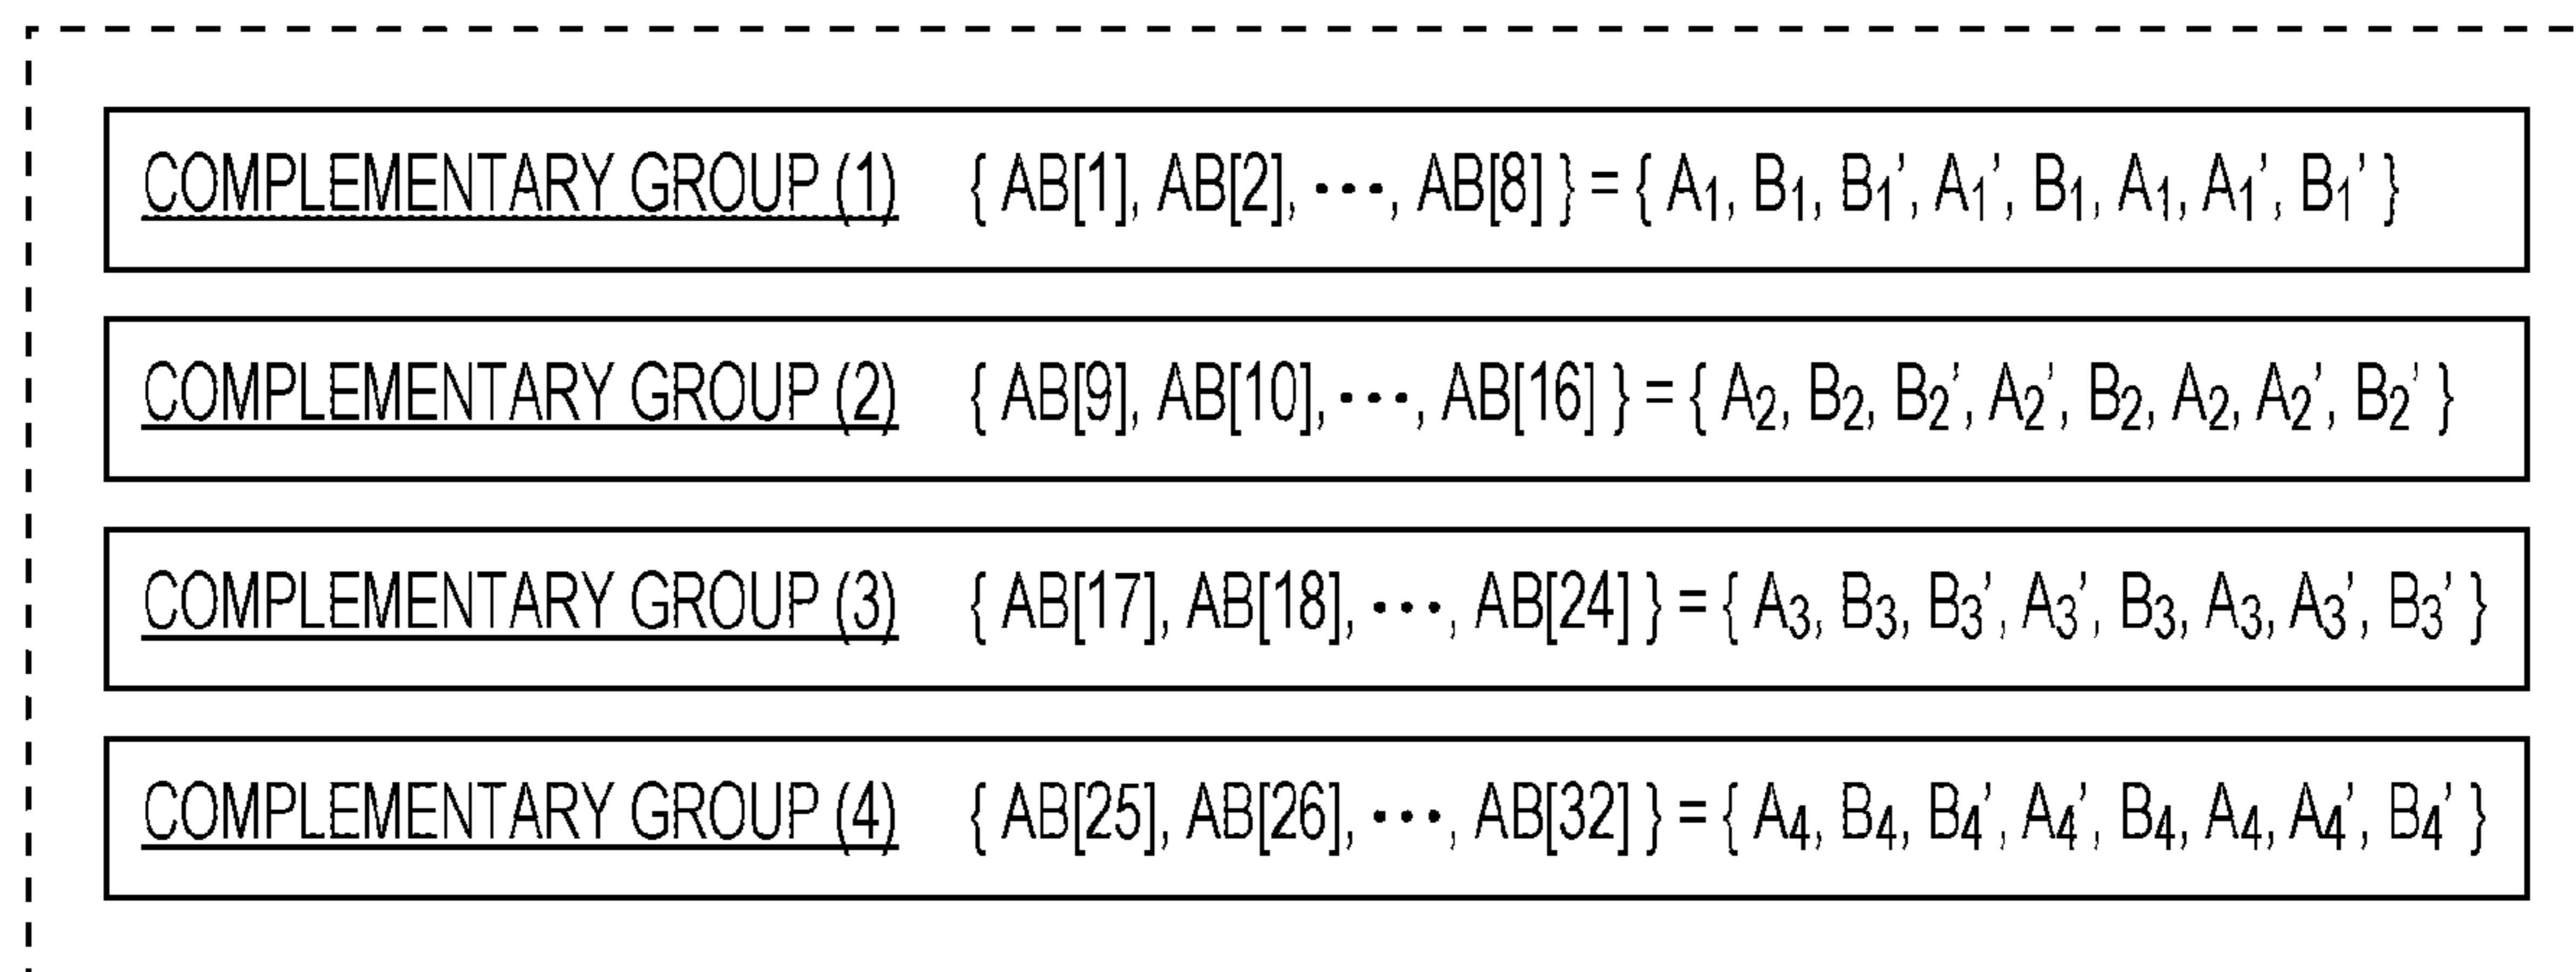 COMPLEMENTARY GROUP (1) { AB[1], AB[2], ･･･, AB[8] } = { A₁, B₁, B₁', A₁', B₁, A₁, A₁', B₁' }
COMPLEMENTARY GROUP (2) { AB[9], AB[10], ･･･, AB[16] } = { A₂, B₂, B₂', A₂', B₂, A₂, A₂', B₂' }
COMPLEMENTARY GROUP (3) { AB[17], AB[18], ･･･, AB[24] } = { A₃, B₃, B₃', A₃', B₃, A₃, A₃', B₃' }
COMPLEMENTARY GROUP (4) { AB[25], AB[26], ･･･, AB[32] } = { A₄, B₄, B₄', A₄', B₄, A₄, A₄', B₄' }